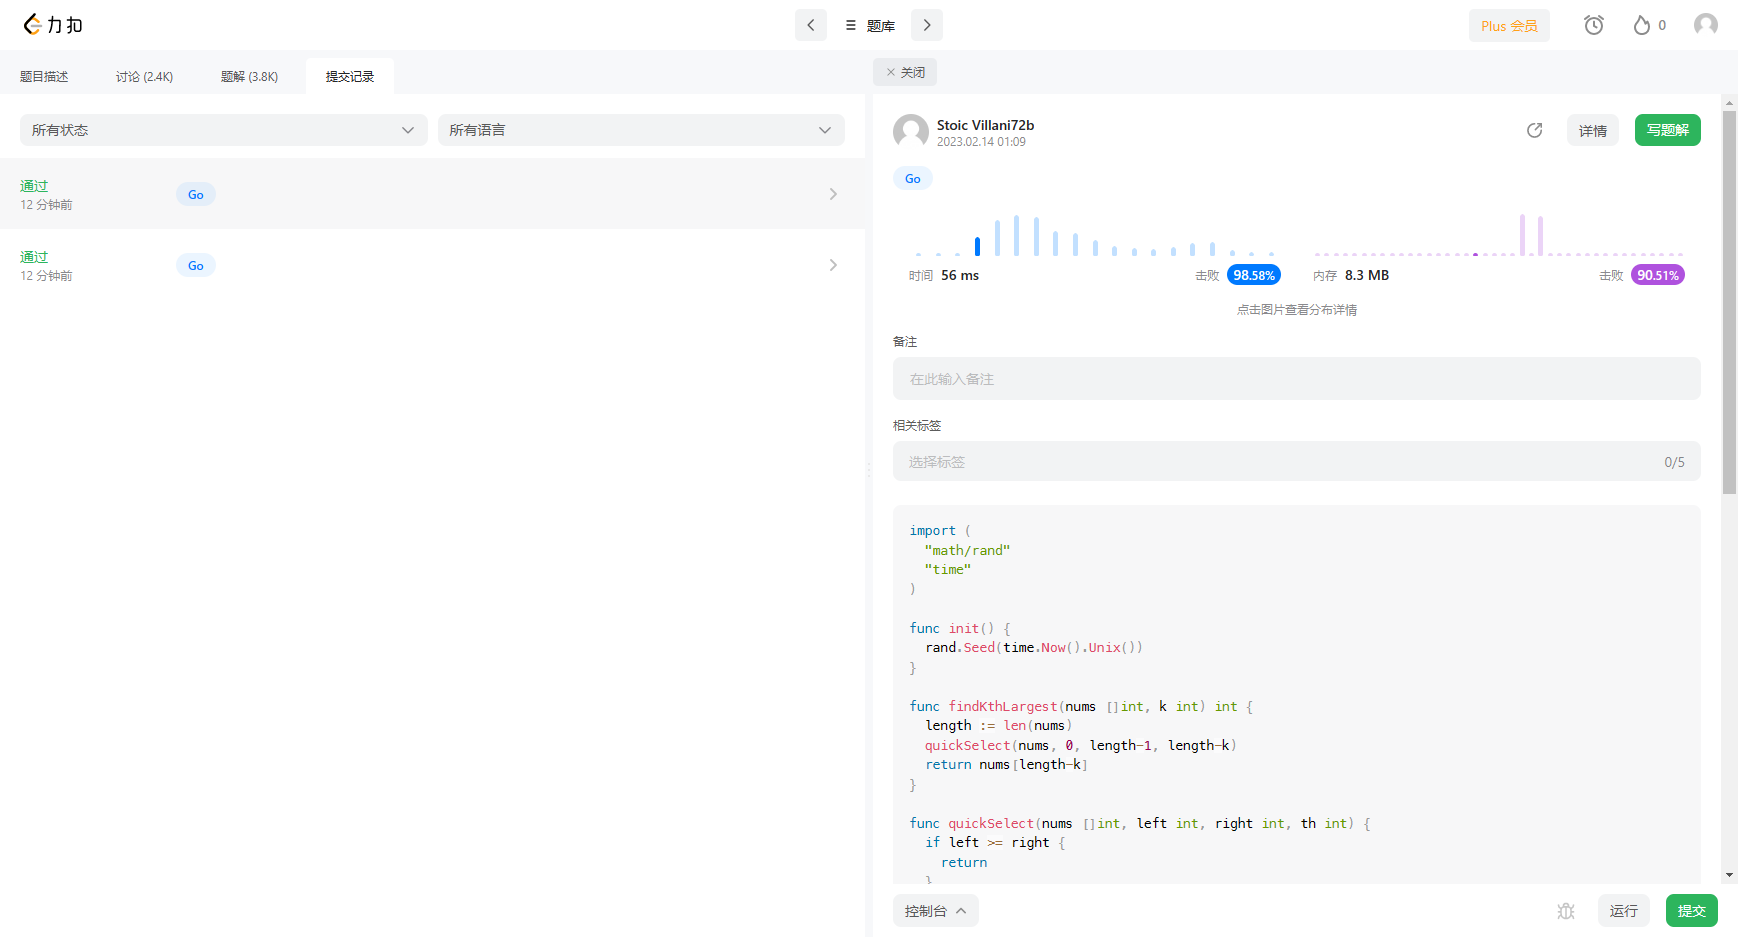 力扣
题库
Plus 会员
0
题目描述
讨论 (2.4K)
题解 (3.8K)
提交记录
关闭
所有状态
所有语言
通过
12 分钟前
Go
通过
12 分钟前
Go
Stoic Villani72b
2023.02.14 01:09
详情
写题解
Go
时间 56 ms
击败 98.58%
内存 8.3 MB
击败 90.51%
点击图片查看分布详情
备注
在此输入备注
相关标签
选择标签
0/5
import (
  "math/rand"
  "time"
)
func init() {
  rand.Seed(time.Now().Unix())
}
func findKthLargest(nums []int, k int) int {
  length := len(nums)
  quickSelect(nums, 0, length-1, length-k)
  return nums[length-k]
}
func quickSelect(nums []int, left int, right int, th int) {
  if left >= right {
    return
  }
控制台
运行
提交